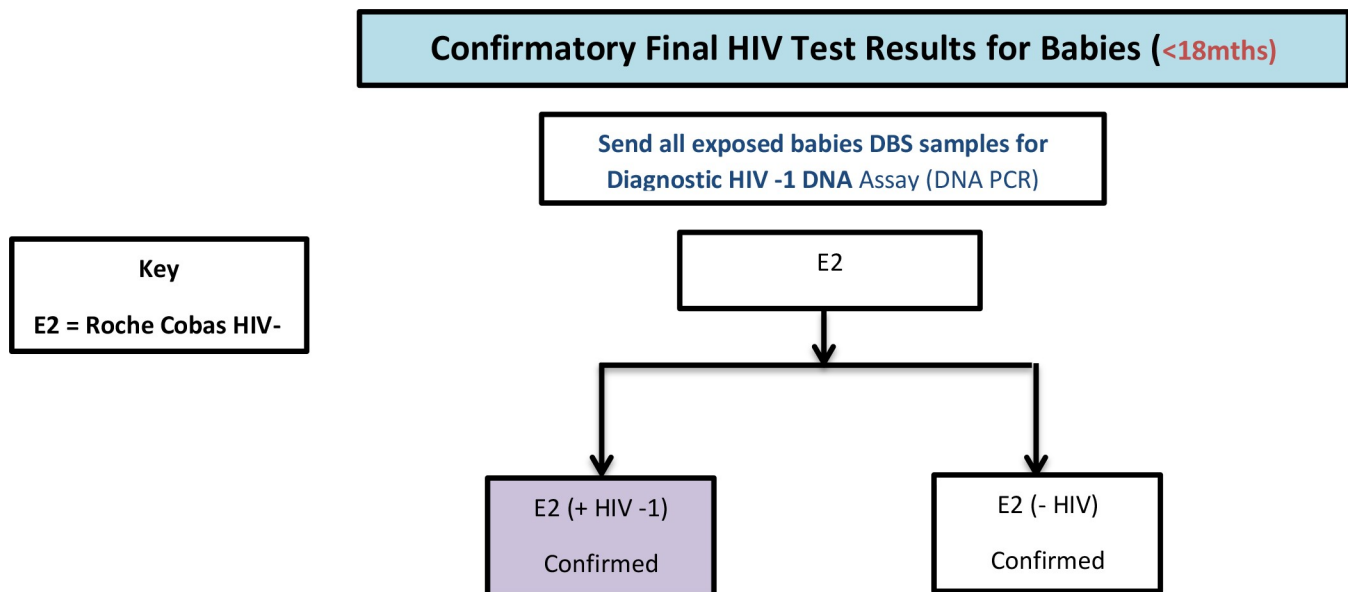 Confirmatory Final HIV Test Results for Babies (<18mths)
Send all exposed babies DBS samples for
Diagnostic HIV -1 DNA Assay (DNA PCR)
Key
E2 = Roche Cobas HIV-
E2
E2 (+ HIV -1)
Confirmed
E2 (- HIV)
Confirmed